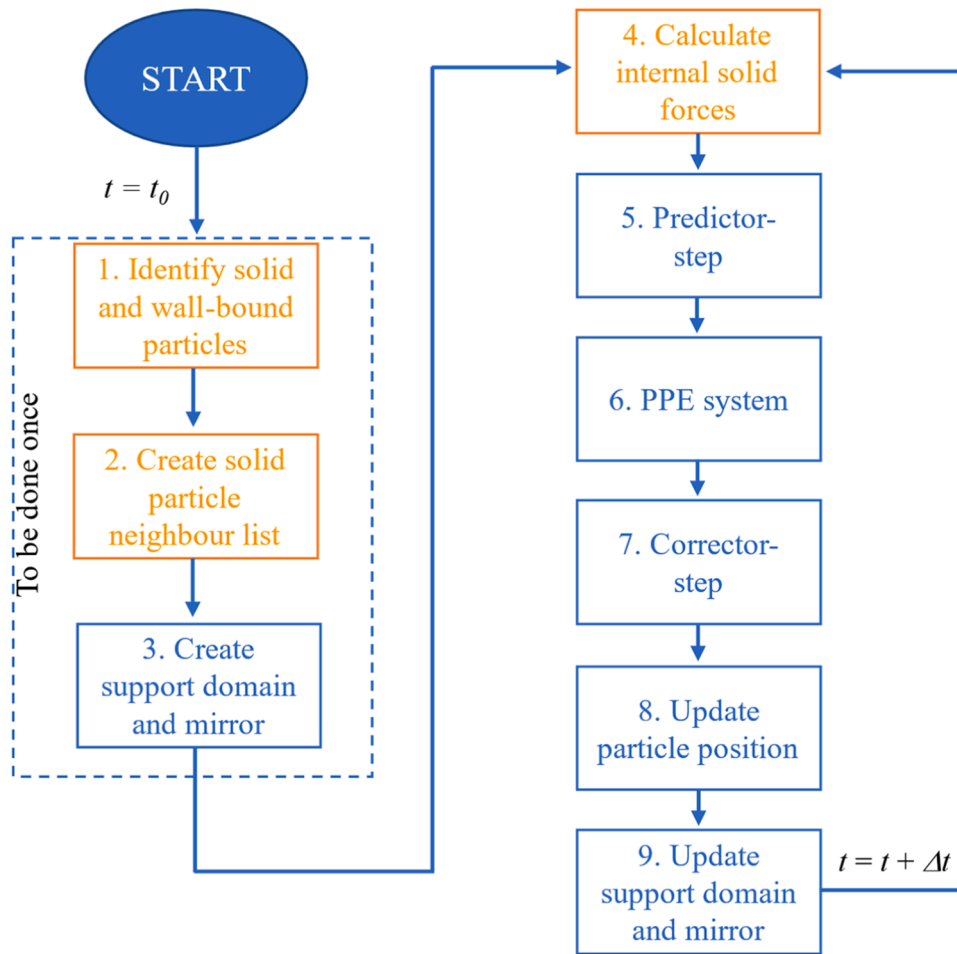 START
t = t₀
To be done once
1. Identify solid
and wall-bound
particles
2. Create solid
particle
neighbour list
3. Create
support domain
and mirror
4. Calculate
internal solid
forces
5. Predictor-
step
6. PPE system
7. Corrector-
step
8. Update
particle position
9. Update
support domain
and mirror
t = t + Δt